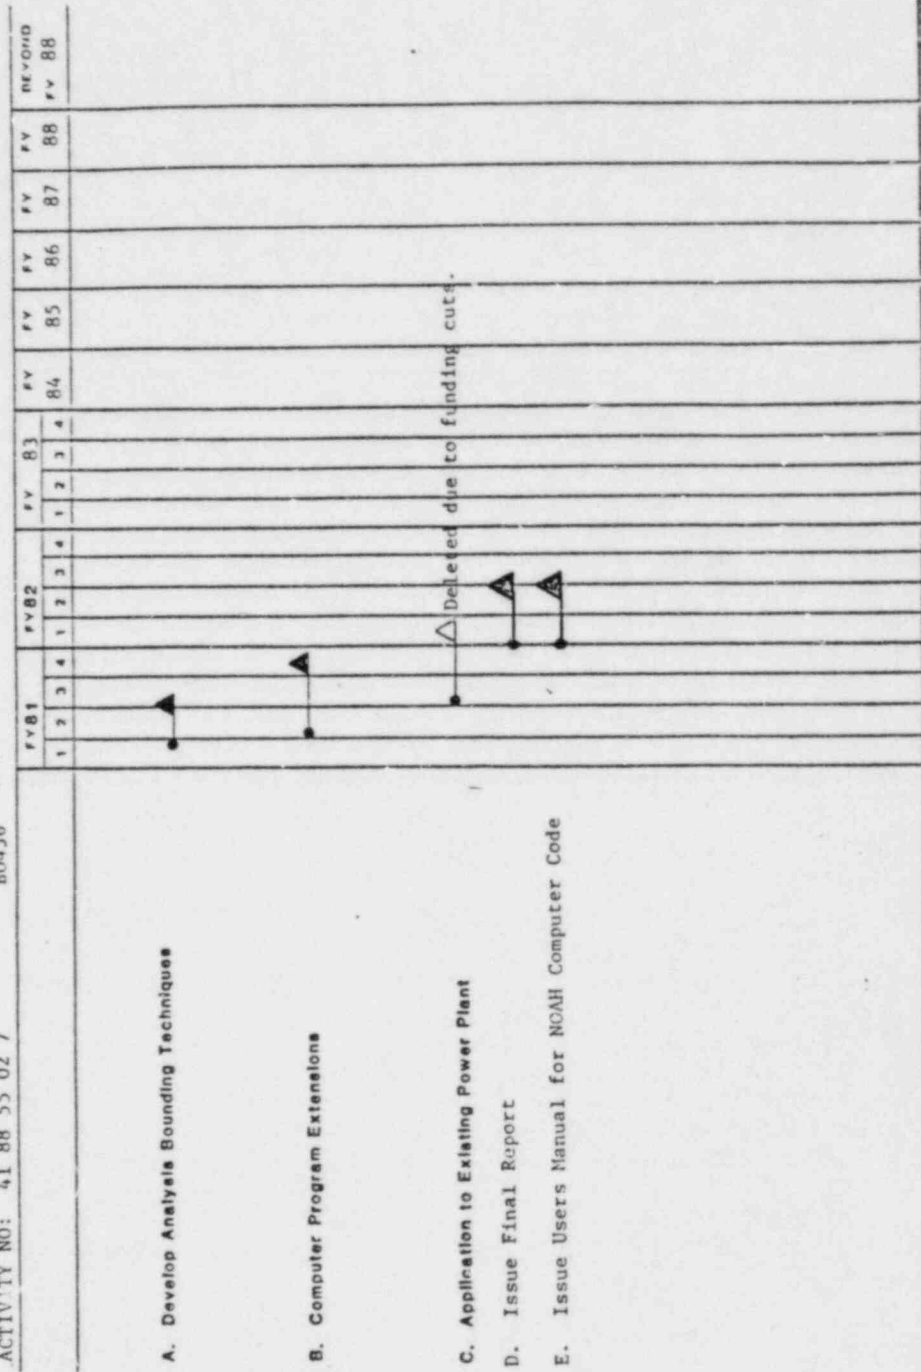 ACTIVITY NO: 41 88 55 02 7
FY81 FY82 FY 83 FY 84 FY 85 FY 86 FY 87 FY 88 BEYOND FY 88
1 2 3 4 1 2 3 4 1 2 3 4
A. Develop Analysis Bounding Techniques
B. Computer Program Extensions
C. Application to Existing Power Plant Deleted due to funding cuts.
D. Issue Final Report
E. Issue Users Manual for NOAH Computer Code